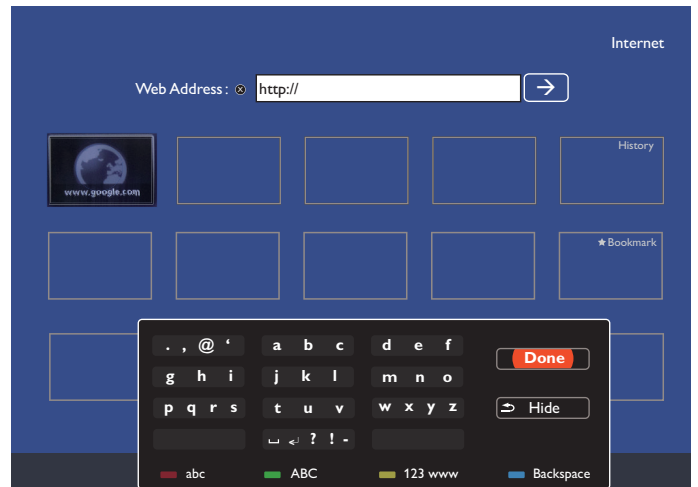 Internet
Web Address : http://
www.google.com
History
★ Bookmark
. , @ ‘ a b c d e f
Done
g h i j k l m n o
p q r s t u v w x y z
Hide
␣ ↵ ? ! -
abc ABC 123 www Backspace